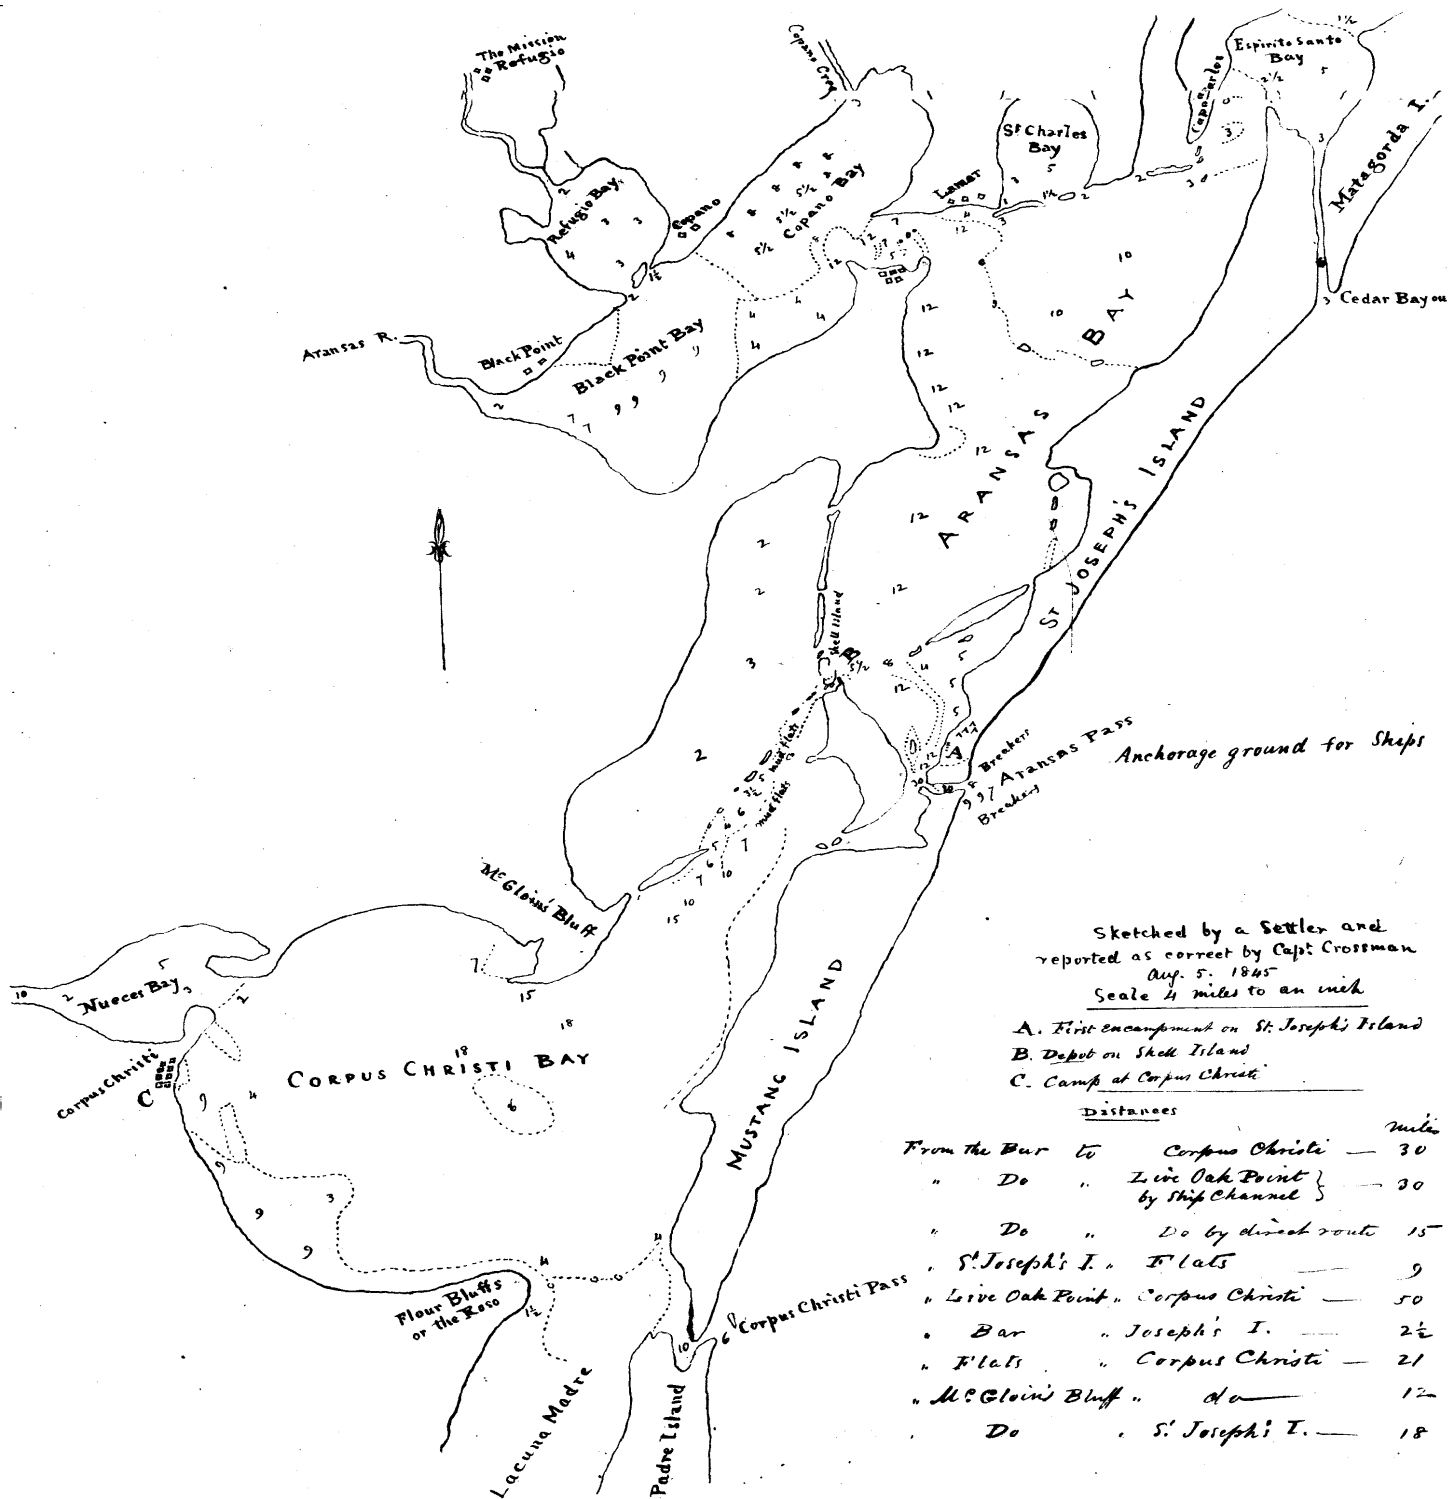 The Mission
Refugio
Copano Creek
Espirito Santo
Bay
St Charles
Bay
Matagorda I.
Refugio Bay
Copano
Copano Bay
Lamar
Cedar Bayou
Aransas R.
Black Point
Black Point Bay
ARANSAS
BAY
ST JOSEPH'S ISLAND
Shell Island
B
mud flats
mud flats
A
Breakers
Aransas Pass
Breakers
Anchorage ground for Ships
McGloin's Bluff
Nueces Bay
Corpus Christi
C
CORPUS CHRISTI BAY
MUSTANG ISLAND
Flour Bluffs
or the Roso
Corpus Christi Pass
Lacuna Madre
Padre Island
Sketched by a Settler and
reported as correct by Capt. Crossman
Aug. 5. 1845
Scale 4 miles to an inch
A. First encampment on St. Joseph's Island
B. Depot on Shell Island
C. Camp at Corpus Christi
Distances
miles
From the Bar to Corpus Christi — 30
" Do " Live Oak Point } — 30
by Ship Channel
" Do " Do by direct route 15
" St Joseph's I. " Flats — 9
" Live Oak Point " Corpus Christi — 50
" Bar " Joseph's I. — 2½
" Flats " Corpus Christi — 21
" McGloin's Bluff " do — 12
" Do " St Joseph's I. — 18